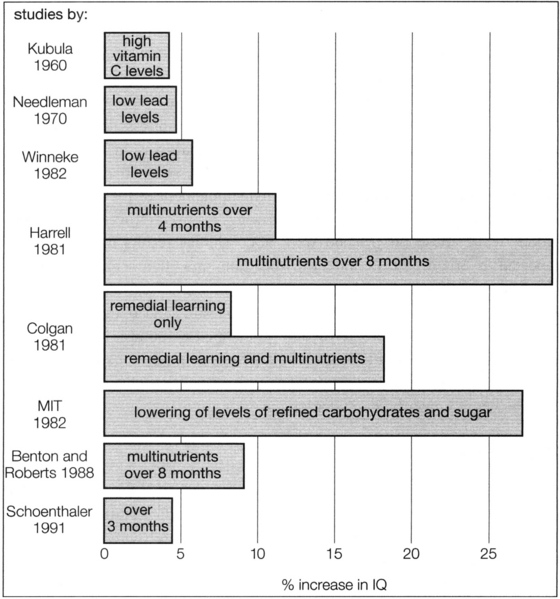 studies by:
Kubula
1960
high
vitamin
C levels
Needleman
1970
low lead
levels
Winneke
1982
low lead
levels
Harrell
1981
multinutrients over
4 months
multinutrients over 8 months
Colgan
1981
remedial learning
only
remedial learning and multinutrients
MIT
1982
lowering of levels of refined carbohydrates and sugar
Benton and
Roberts 1988
multinutrients
over 8 months
Schoenthaler
1991
over
3 months
0 5 10 15 20 25
% increase in IQ